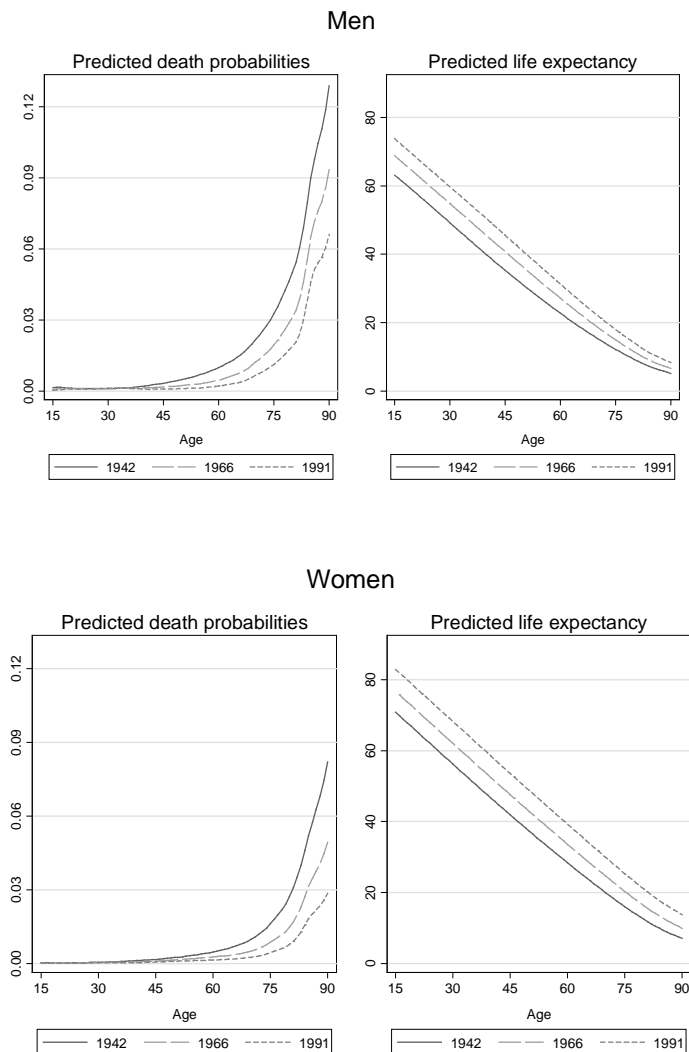 Men
Predicted death probabilities
0.12
0.09
0.06
0.03
0.00
15 30 45 60 75 90
Age
1942 1966 1991
Predicted life expectancy
80
60
40
20
0
15 30 45 60 75 90
Age
1942 1966 1991
Women
Predicted death probabilities
0.12
0.09
0.06
0.03
0.00
15 30 45 60 75 90
Age
1942 1966 1991
Predicted life expectancy
80
60
40
20
0
15 30 45 60 75 90
Age
1942 1966 1991